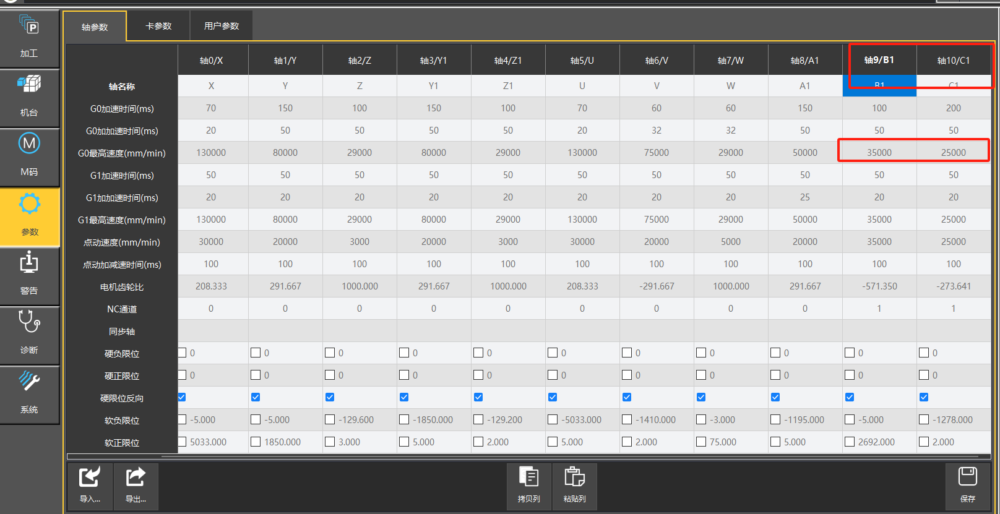 轴参数 卡参数 用户参数
加工
机台
M
M码
参数
警告
诊断
系统
轴0/X 轴1/Y 轴2/Z 轴3/Y1 轴4/Z1 轴5/U 轴6/V 轴7/W 轴8/A1 轴9/B1 轴10/C1
轴名称 X Y Z Y1 Z1 U V W A1 B1 C1
G0加速时间(ms) 70 150 100 150 100 70 60 60 150 100 200
G0加加速时间(ms) 20 50 50 50 50 20 32 32 50 50 50
G0最高速度(mm/min) 130000 80000 29000 80000 29000 130000 75000 29000 50000 35000 25000
G1加速时间(ms) 50 50 50 50 50 50 50 50 50 50 50
G1加加速时间(ms) 20 20 20 20 20 20 20 20 25 20 20
G1最高速度(mm/min) 130000 80000 29000 80000 29000 130000 75000 29000 50000 35000 25000
点动速度(mm/min) 30000 20000 3000 20000 3000 30000 20000 5000 20000 35000 25000
点动加减速时间(ms) 100 100 100 100 100 100 100 100 100 100 100
电机齿轮比 208.333 291.667 1000.000 291.667 1000.000 208.333 -291.667 1000.000 291.667 -571.350 -273.641
NC通道 0 0 0 0 0 0 0 0 0 1 1
同步轴
硬负限位 0 0 0 0 0 0 0 0 0 0 0
硬正限位 0 0 0 0 0 0 0 0 0 0 0
硬限位反向
软负限位 -5.000 -5.000 -129.600 -1850.000 -129.200 -5033.000 -1410.000 -3.000 -1195.000 -5.000 -1278.000
软正限位 5033.000 1850.000 3.000 5.000 2.000 5.000 2.000 75.000 5.000 2692.000 2.000
导入... 导出... 拷贝列 粘贴列 保存